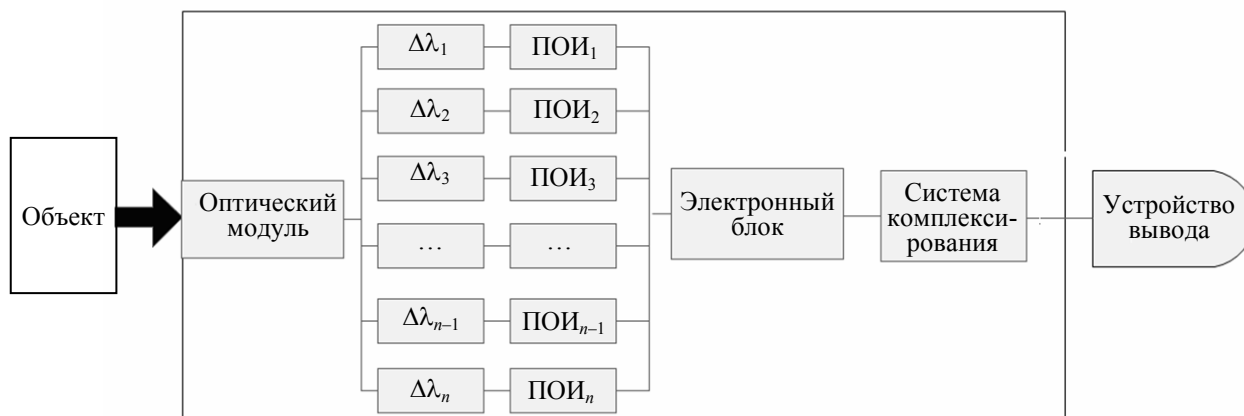 Δλ₁ ПОИ₁
Δλ₂ ПОИ₂
Δλ₃ ПОИ₃
… …
Δλₙ₋₁ ПОИₙ₋₁
Δλₙ ПОИₙ
Объект
Оптический
модуль
Электронный
блок
Система
комплекси-
рования
Устройство
вывода